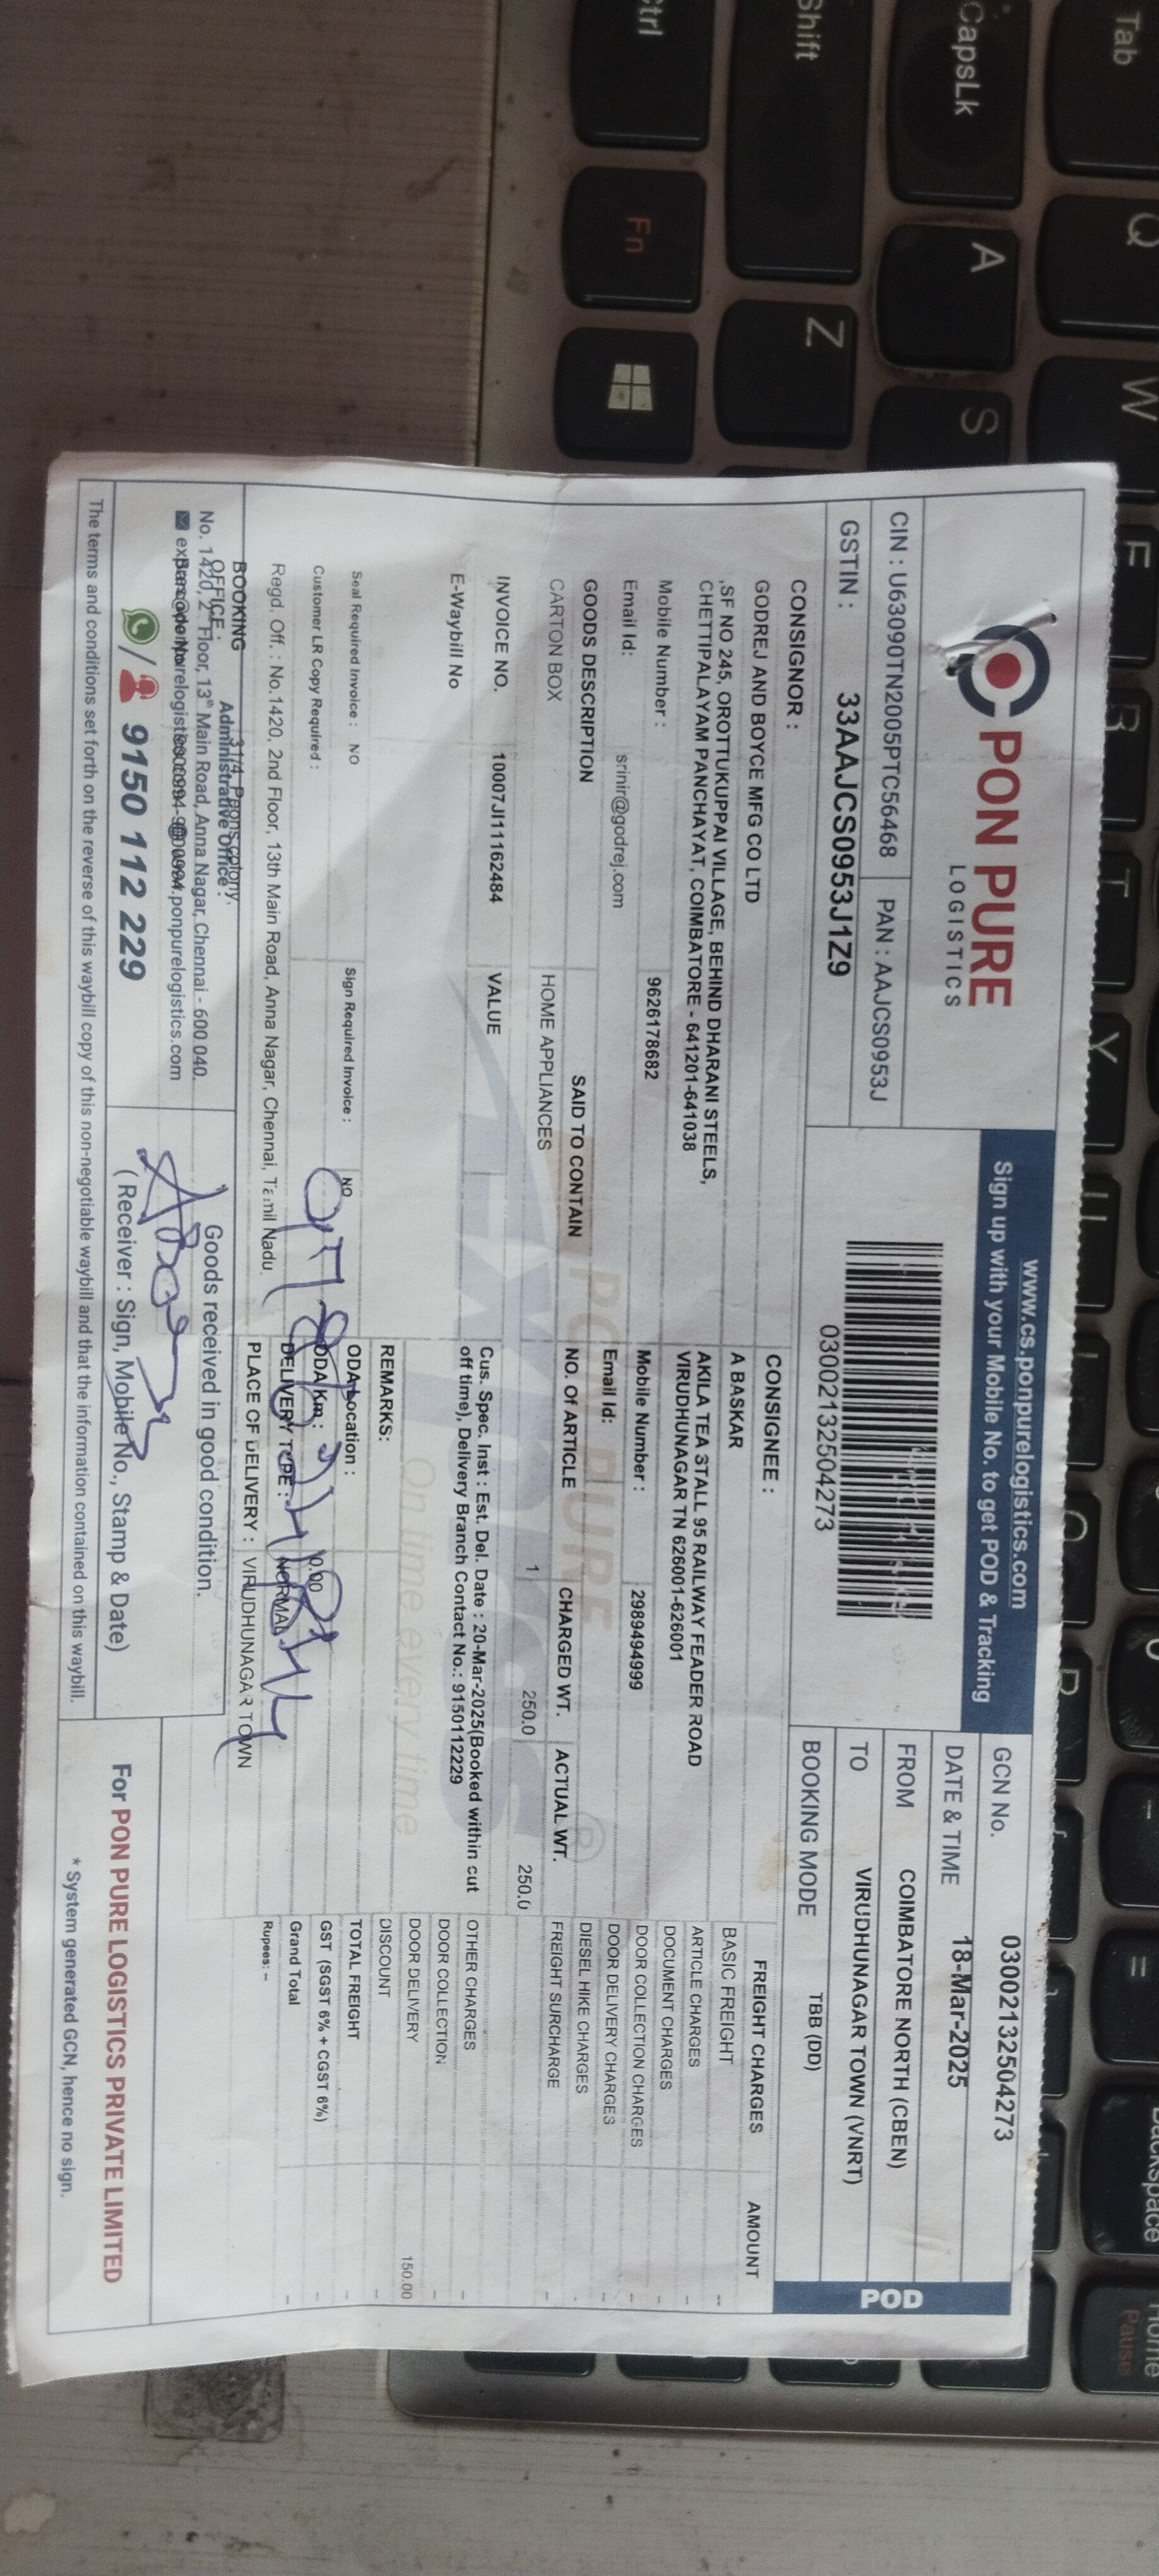 PON PURE
LOGISTICS
CIN : U63090TN2005PTC56468 PAN : AAJCS0953J
GSTIN : 33AAJCS0953J1Z9
www.cs.ponpurelogistics.com
Sign up with your Mobile No. to get POD & Tracking
03002132504273
GCN No. 03002132504273
DATE & TIME 18-Mar-2025
FROM COIMBATORE NORTH (CBEN)
TO VIRUDHUNAGAR TOWN (VNRT)
BOOKING MODE TBB (DD)
POD
CONSIGNOR :
GODREJ AND BOYCE MFG CO LTD
,SF NO 245, OROTTUKUPPAI VILLAGE, BEHIND DHARANI STEELS,
CHETTIPALAYAM PANCHAYAT, COIMBATORE - 641201-641038
Mobile Number : 9626178682
Email Id: srinir@godrej.com
CONSIGNEE :
A BASKAR
AKILA TEA STALL 95 RAILWAY FEADER ROAD
VIRUDHUNAGAR TN 626001-626001
Mobile Number : 2989494999
Email Id:
GOODS DESCRIPTION SAID TO CONTAIN NO. OF ARTICLE CHARGED WT. ACTUAL WT.
CARTON BOX HOME APPLIANCES 1 250.0 250.0
INVOICE NO. 10007JI11162484 VALUE
E-Waybill No
Cus. Spec. Inst : Est. Del. Date : 20-Mar-2025(Booked within cut
off time), Delivery Branch Contact No.: 9150112229
PON PURE
On time every time
REMARKS:
Seal Required Invoice : NO Sign Required Invoice : NO
Customer LR Copy Required :
ODA Location :
ODA Km : 0.00
DELIVERY TYPE : NORMAL
PLACE OF DELIVERY : VIRUDHUNAGAR TOWN
Regd. Off. : No.1420, 2nd Floor, 13th Main Road, Anna Nagar, Chennai, Tamil Nadu.
FREIGHT CHARGES AMOUNT
BASIC FREIGHT --
ARTICLE CHARGES -
DOCUMENT CHARGES -
DOOR COLLECTION CHARGES -
DOOR DELIVERY CHARGES -
DIESEL HIKE CHARGES -
FREIGHT SURCHARGE -
OTHER CHARGES -
DOOR COLLECTION -
DOOR DELIVERY 150.00
DISCOUNT -
TOTAL FREIGHT -
GST (SGST 6% + CGST 6%) -
Grand Total -
Rupees: --
BOOKING
OFFICE :
Administrative Office :
No. 1420, 2nd Floor, 13th Main Road, Anna Nagar, Chennai - 600 040.
9150 112 229
Goods received in good condition.
( Receiver : Sign, Mobile No., Stamp & Date)
For PON PURE LOGISTICS PRIVATE LIMITED
* System generated GCN, hence no sign.
The terms and conditions set forth on the reverse of this waybill copy of this non-negotiable waybill and that the information contained on this waybill.
Tab
Q
W
CapsLk
A
S
Shift
Z
Ctrl
Fn
Backspace
Home
Pause